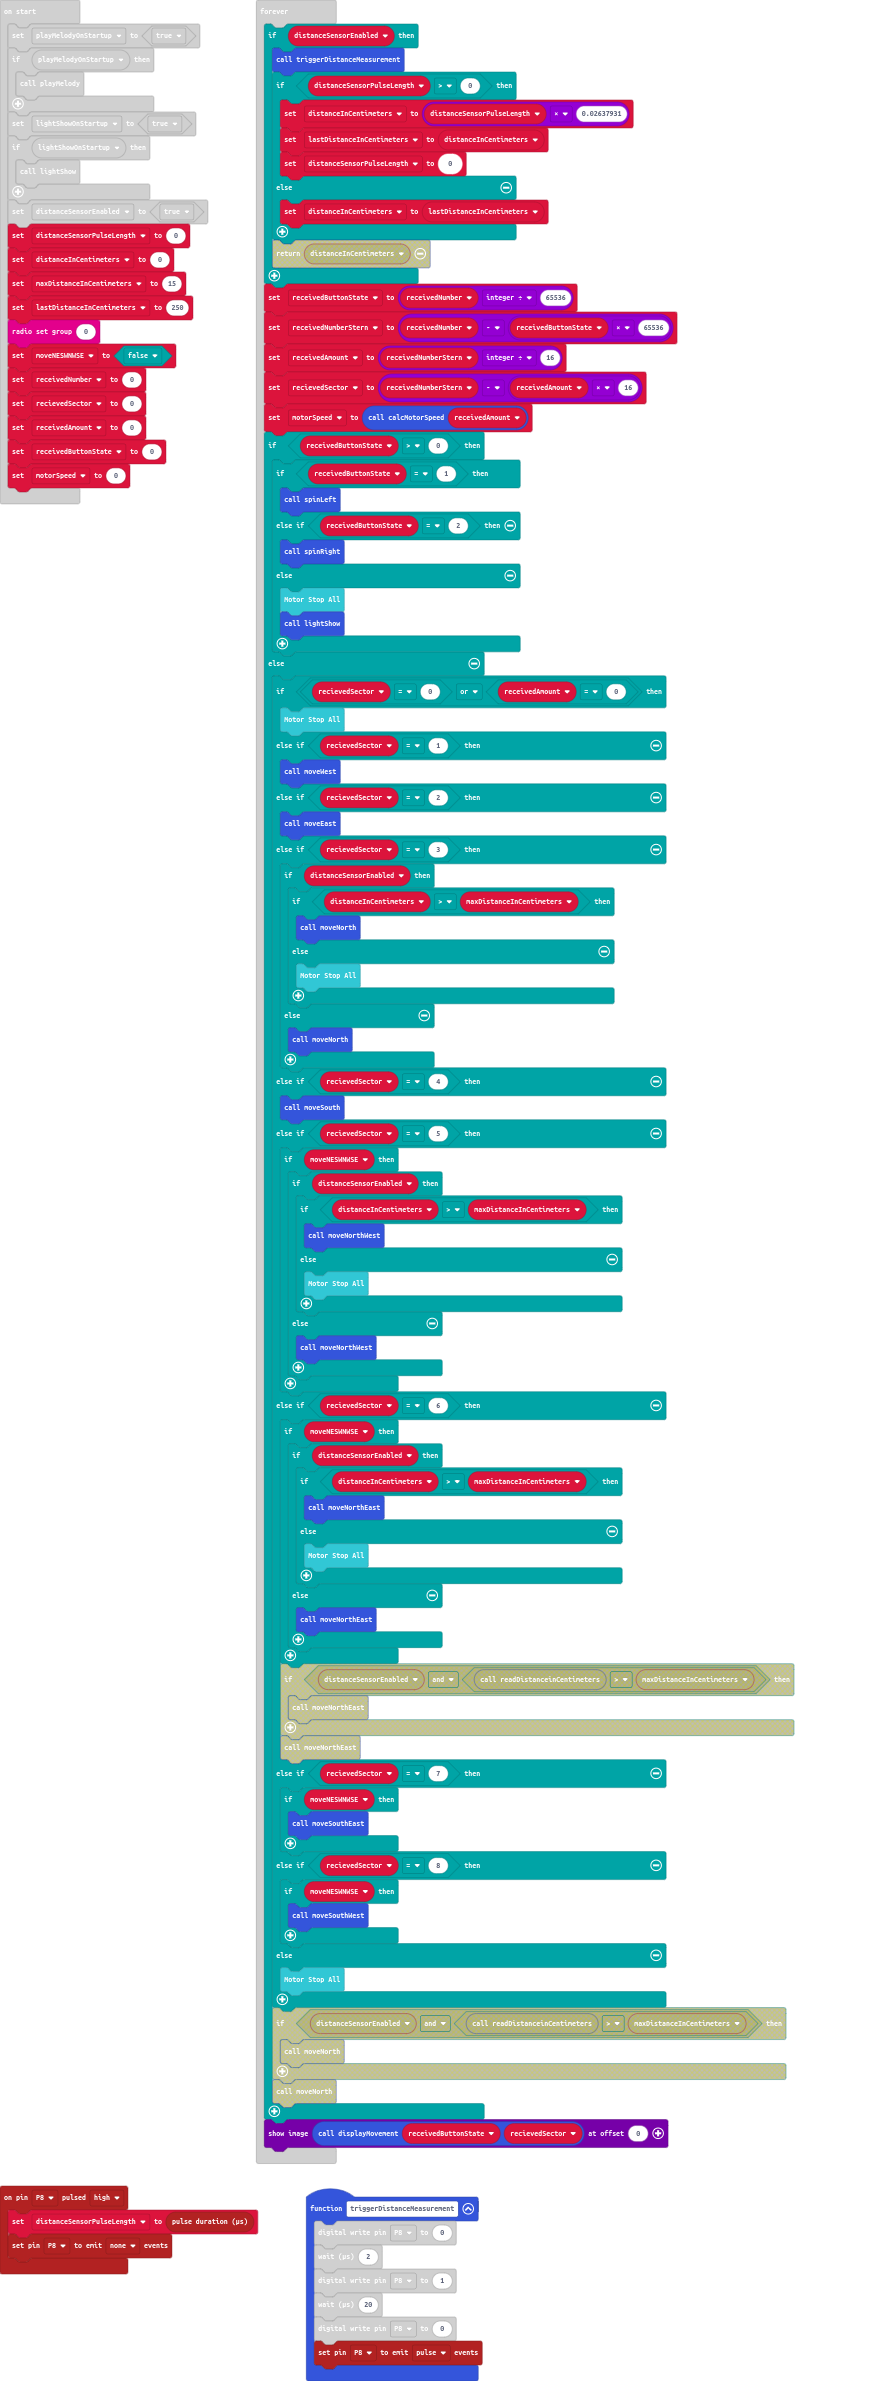 on start
set playMelodyOnStartup to true
if playMelodyOnStartup then
call playMelody
set lightShowOnStartup to true
if lightShowOnStartup then
call lightShow
set distanceSensorEnabled to true
set distanceSensorPulseLength to 0
set distanceInCentimeters to 0
set maxDistanceInCentimeters to 15
set lastDistanceInCentimeters to 250
radio set group 0
set moveNESWNWSE to false
set receivedNumber to 0
set recievedSector to 0
set receivedAmount to 0
set receivedButtonState to 0
set motorSpeed to 0
forever
if distanceSensorEnabled then
call triggerDistanceMeasurement
if distanceSensorPulseLength > 0 then
set distanceInCentimeters to distanceSensorPulseLength × 0.02637931
set lastDistanceInCentimeters to distanceInCentimeters
set distanceSensorPulseLength to 0
else
set distanceInCentimeters to lastDistanceInCentimeters
return distanceInCentimeters
set receivedButtonState to receivedNumber integer ÷ 65536
set receivedNumberStern to receivedNumber - receivedButtonState × 65536
set receivedAmount to receivedNumberStern integer ÷ 16
set recievedSector to receivedNumberStern - receivedAmount × 16
set motorSpeed to call calcMotorSpeed receivedAmount
if receivedButtonState > 0 then
if receivedButtonState = 1 then
call spinLeft
else if receivedButtonState = 2 then
call spinRight
else
Motor Stop All
call lightShow
else
if recievedSector = 0 or receivedAmount = 0 then
Motor Stop All
else if recievedSector = 1 then
call moveWest
else if recievedSector = 2 then
call moveEast
else if recievedSector = 3 then
if distanceSensorEnabled then
if distanceInCentimeters > maxDistanceInCentimeters then
call moveNorth
else
Motor Stop All
else
call moveNorth
else if recievedSector = 4 then
call moveSouth
else if recievedSector = 5 then
if moveNESWNWSE then
if distanceSensorEnabled then
if distanceInCentimeters > maxDistanceInCentimeters then
call moveNorthWest
else
Motor Stop All
else
call moveNorthWest
else if recievedSector = 6 then
if moveNESWNWSE then
if distanceSensorEnabled then
if distanceInCentimeters > maxDistanceInCentimeters then
call moveNorthEast
else
Motor Stop All
else
call moveNorthEast
if distanceSensorEnabled and call readDistanceinCentimeters > maxDistanceInCentimeters then
call moveNorthEast
call moveNorthEast
else if recievedSector = 7 then
if moveNESWNWSE then
call moveSouthEast
else if recievedSector = 8 then
if moveNESWNWSE then
call moveSouthWest
else
Motor Stop All
if distanceSensorEnabled and call readDistanceinCentimeters > maxDistanceInCentimeters then
call moveNorth
call moveNorth
show image call displayMovement receivedButtonState recievedSector at offset 0
on pin P8 pulsed high
set distanceSensorPulseLength to pulse duration (µs)
set pin P8 to emit none events
function triggerDistanceMeasurement
digital write pin P8 to 0
wait (µs) 2
digital write pin P8 to 1
wait (µs) 20
digital write pin P8 to 0
set pin P8 to emit pulse events